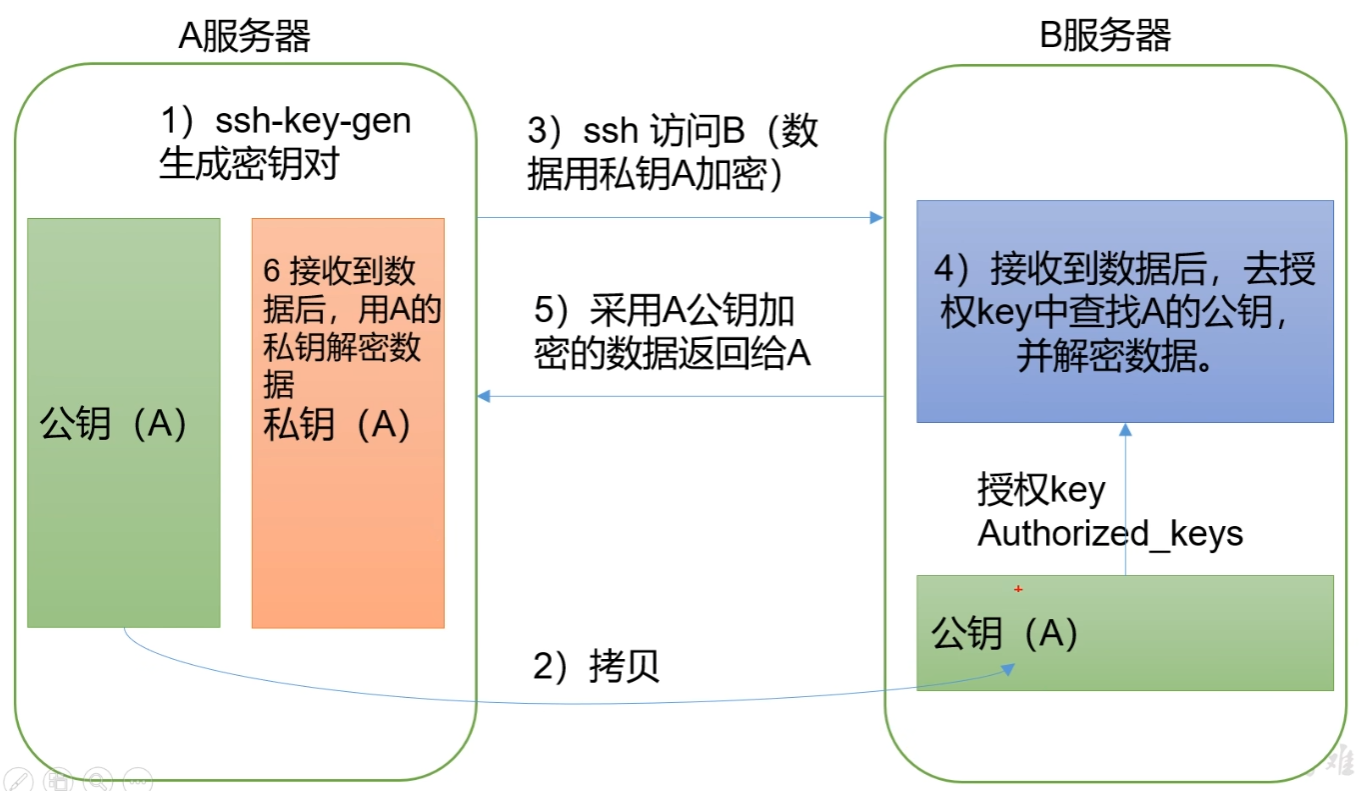 A服务器
B服务器
1）ssh-key-gen
生成密钥对
3）ssh 访问B（数
据用私钥A加密）
6 接收到数
据后，用A的
私钥解密数
据
私钥（A）
公钥（A）
5）采用A公钥加
密的数据返回给A
4）接收到数据后，去授
权key中查找A的公钥，
并解密数据。
授权key
Authorized_keys
公钥（A）
2）拷贝
难